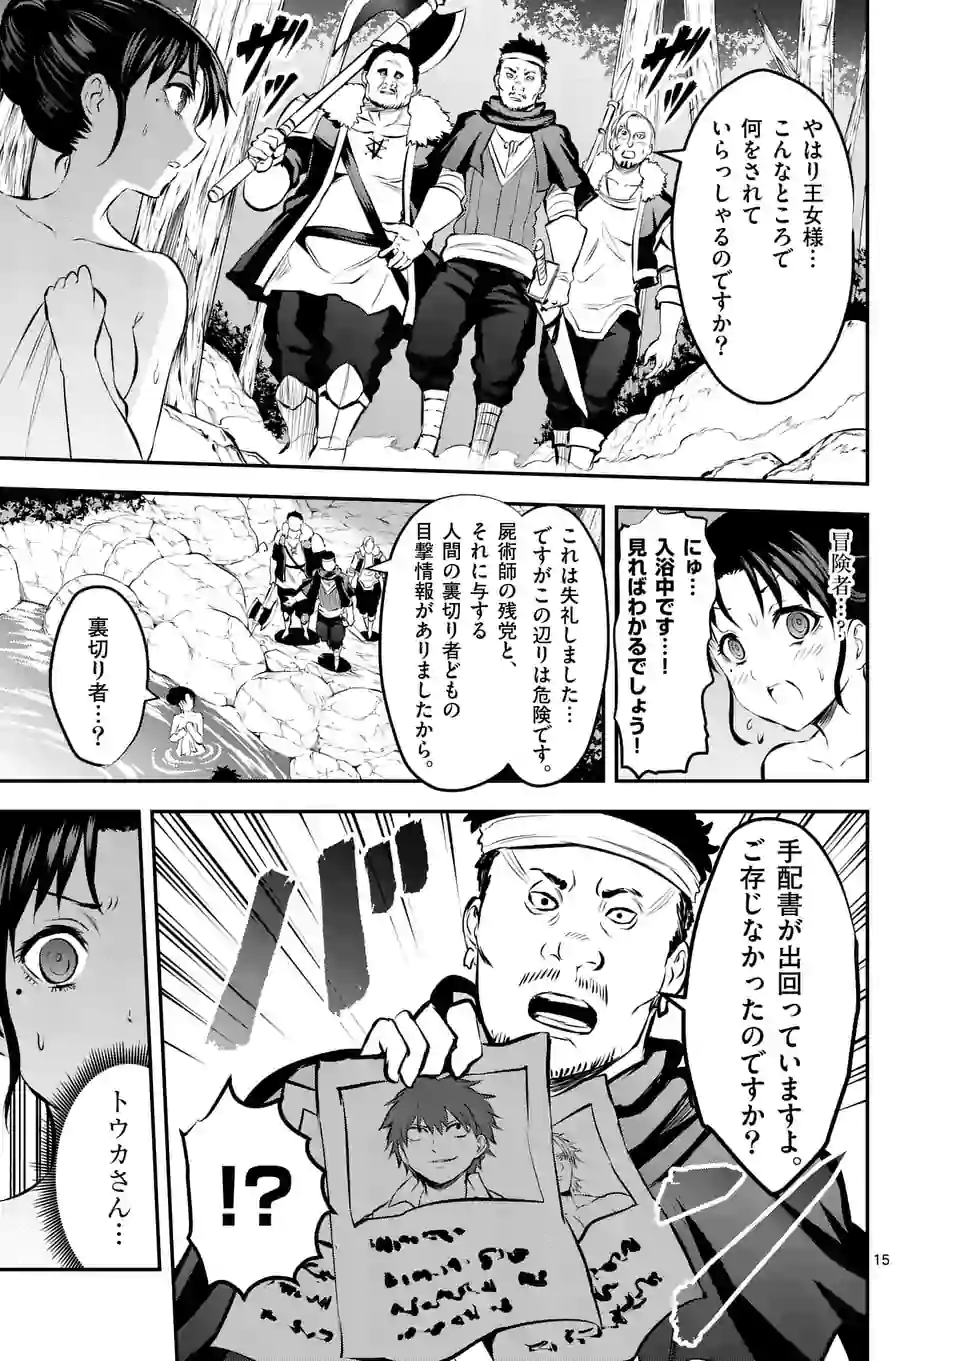 ザッ
ザッ
やはり王女様…
こんなところで
何をされて
いらっしゃるのですか？
冒険者…？
にゅ…
入浴中です…！
見ればわかるでしょう！
これは失礼しました…
ですがこの辺りは危険です。
屍術師の残党と、
それに与する
人間の裏切り者どもの
目撃情報がありましたから。
裏切り者…？
手配書が出回っていますよ。
ご存じなかったのですか？
バッ
!?
トウカさん…
15